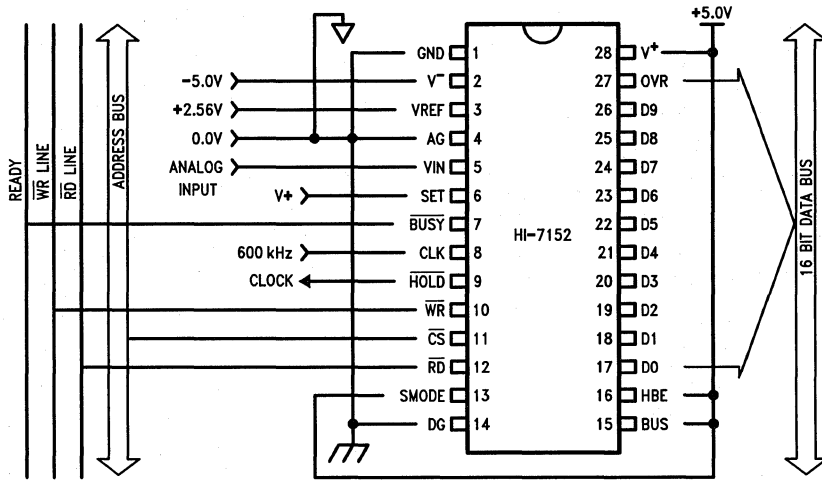 +5.0V
GND 1
28 V+
-5.0V
V− 2
27 OVR
+2.56V
VREF 3
26 D9
0.0V
AG 4
25 D8
ANALOG
INPUT
VIN 5
24 D7
V+
SET 6
23 D6
BUSY 7
22 D5
HI-7152
600 kHz
CLK 8
21 D4
CLOCK
HOLD 9
20 D3
WR 10
19 D2
CS 11
18 D1
RD 12
17 D0
SMODE 13
16 HBE
DG 14
15 BUS
READY
WR LINE
RD LINE
ADDRESS BUS
16 BIT DATA BUS